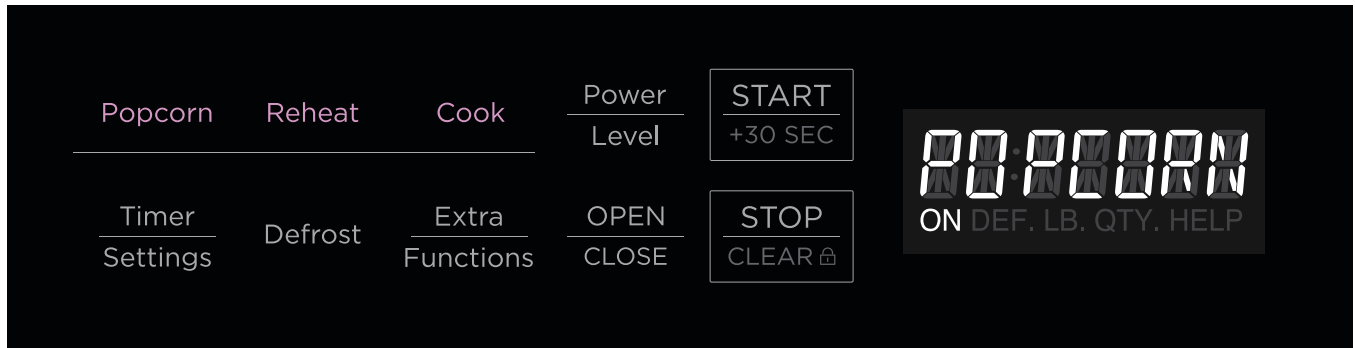 Popcorn Reheat Cook
Power
Level
START
+30 SEC
Timer
Settings
Defrost
Extra
Functions
OPEN
CLOSE
STOP
CLEAR
POPCORN
ON DEF. LB. QTY. HELP